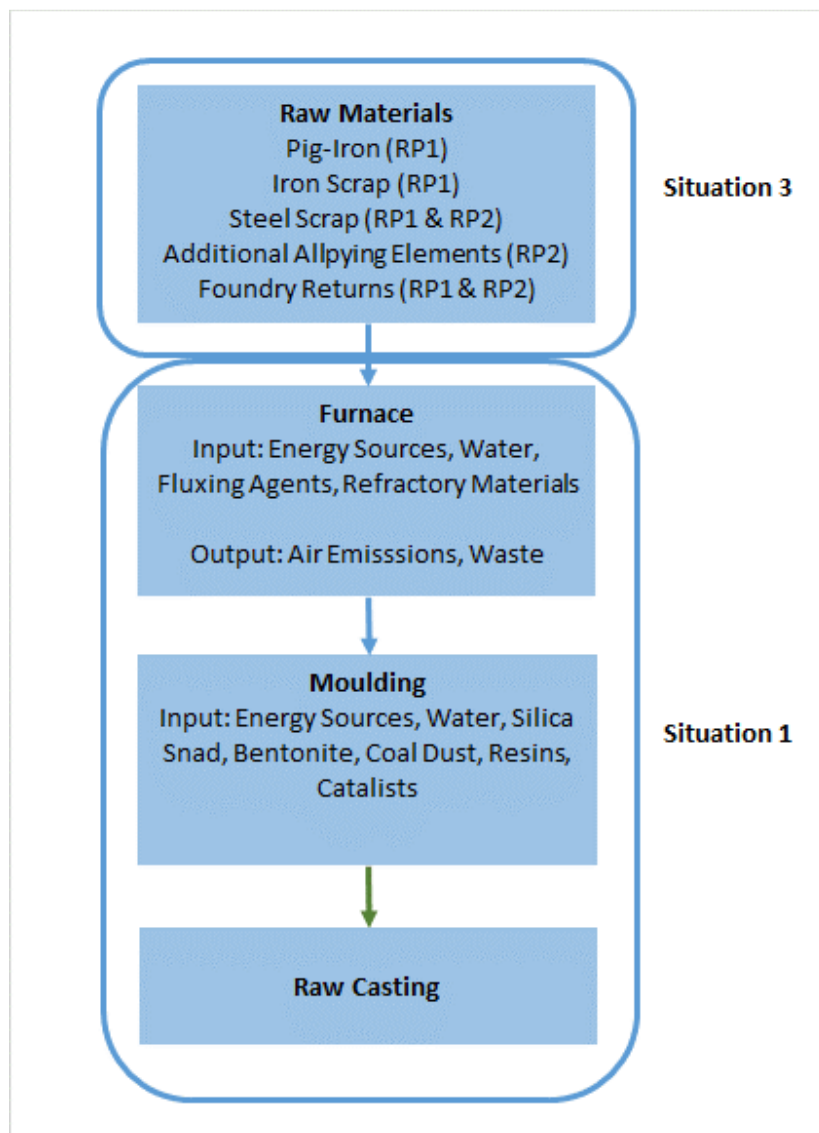 Raw Materials
Pig-Iron (RP1)
Iron Scrap (RP1)
Steel Scrap (RP1 & RP2)
Additional Allpying Elements (RP2)
Foundry Returns (RP1 & RP2)
Situation 3
Furnace
Input: Energy Sources, Water,
Fluxing Agents, Refractory Materials
Output: Air Emisssions, Waste
Moulding
Input: Energy Sources, Water, Silica
Snad, Bentonite, Coal Dust, Resins,
Catalists
Situation 1
Raw Casting